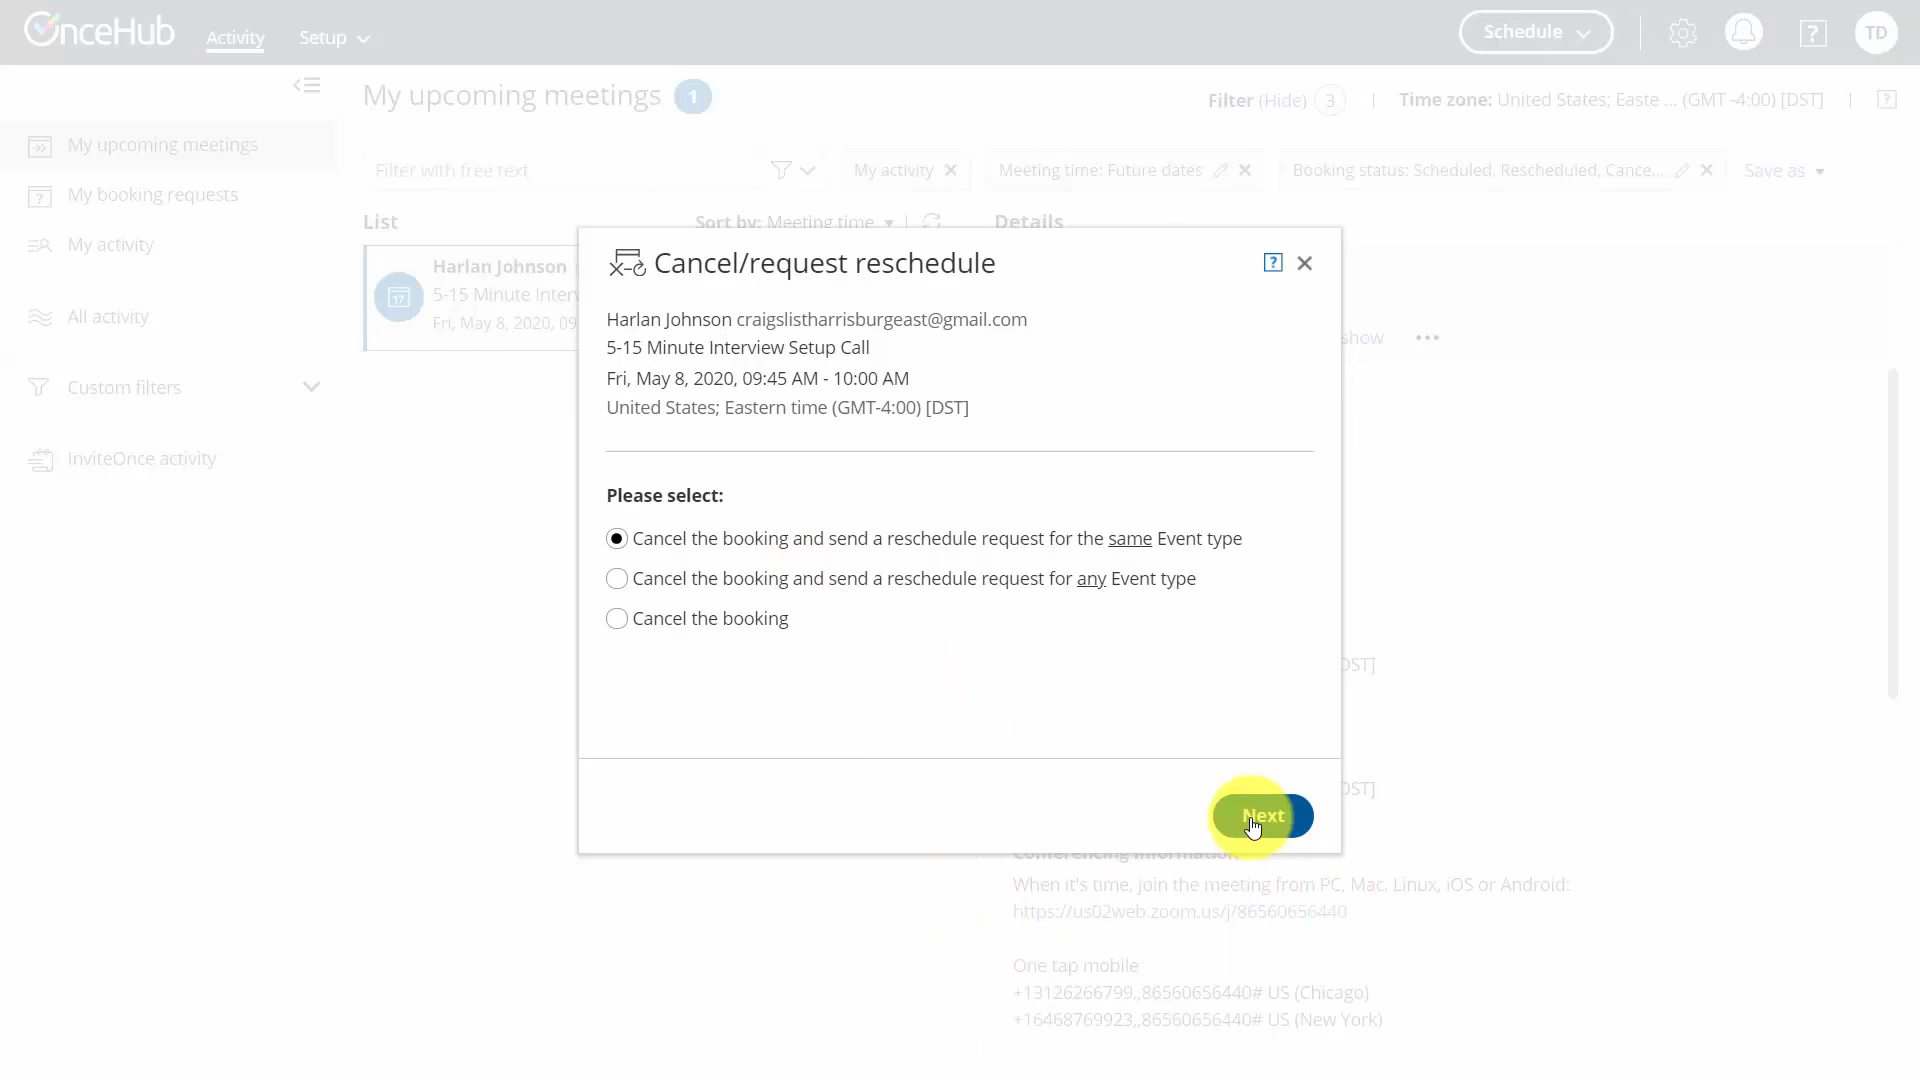 OnceHub
Activity
Setup
Schedule
?
TD
My upcoming meetings 1
Filter (Hide) 3
Time zone: United States; Easte ... (GMT -4:00) [DST]
?
My upcoming meetings
My booking requests
My activity
All activity
Custom filters
InviteOnce activity
Filter with free text
My activity
Meeting time: Future dates
Booking status: Scheduled, Rescheduled, Cance...
Save as
List
Sort by: Meeting time
Details
17
Harlan Johnson
5-15 Minute Interv
Fri, May 8, 2020, 09
Cancel/request reschedule
?
Harlan Johnson craigslistharrisburgeast@gmail.com
5-15 Minute Interview Setup Call
Fri, May 8, 2020, 09:45 AM - 10:00 AM
United States; Eastern time (GMT-4:00) [DST]
Please select:
Cancel the booking and send a reschedule request for the same Event type
Cancel the booking and send a reschedule request for any Event type
Cancel the booking
Next
show
DST]
DST]
Conferencing information
When it's time, join the meeting from PC, Mac, Linux, iOS or Android:
https://us02web.zoom.us/j/86560656440
One tap mobile
+13126266799,,86560656440# US (Chicago)
+16468769923,,86560656440# US (New York)